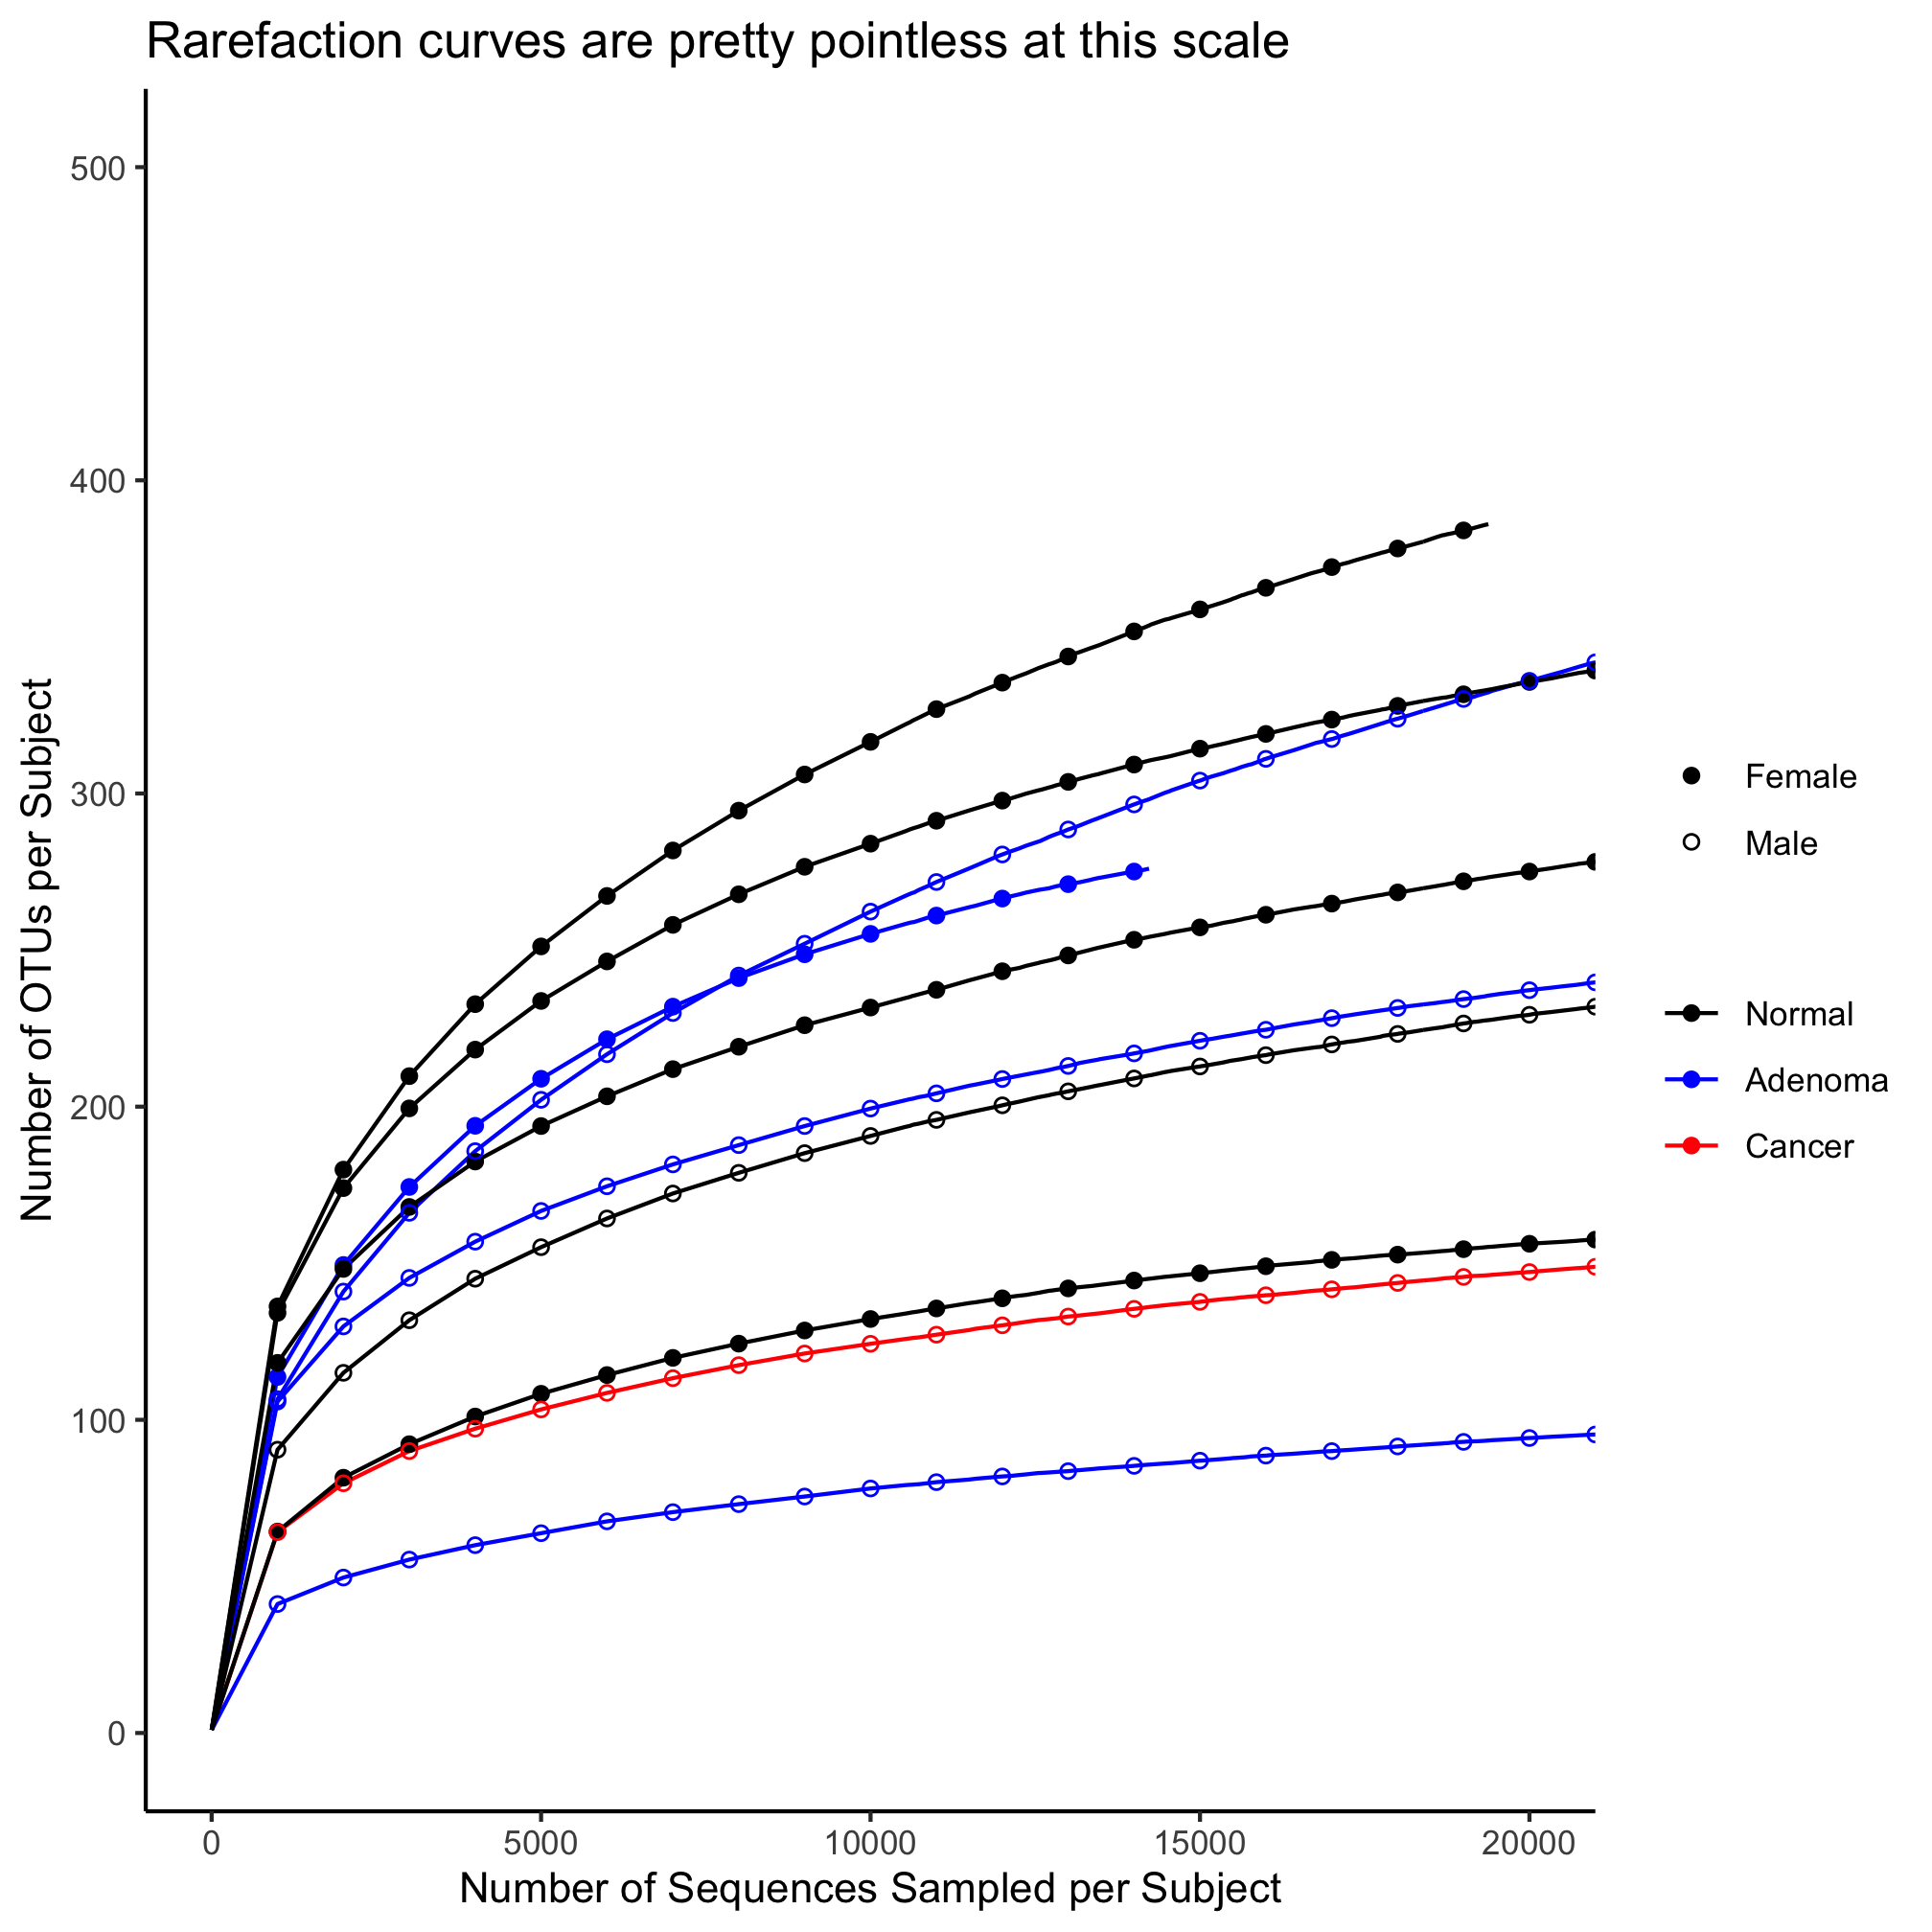 Rarefaction curves are pretty pointless at this scale
Number of OTUs per Subject
500
400
300
200
100
0
0
5000
10000
15000
20000
Number of Sequences Sampled per Subject
Female
Male
Normal
Adenoma
Cancer